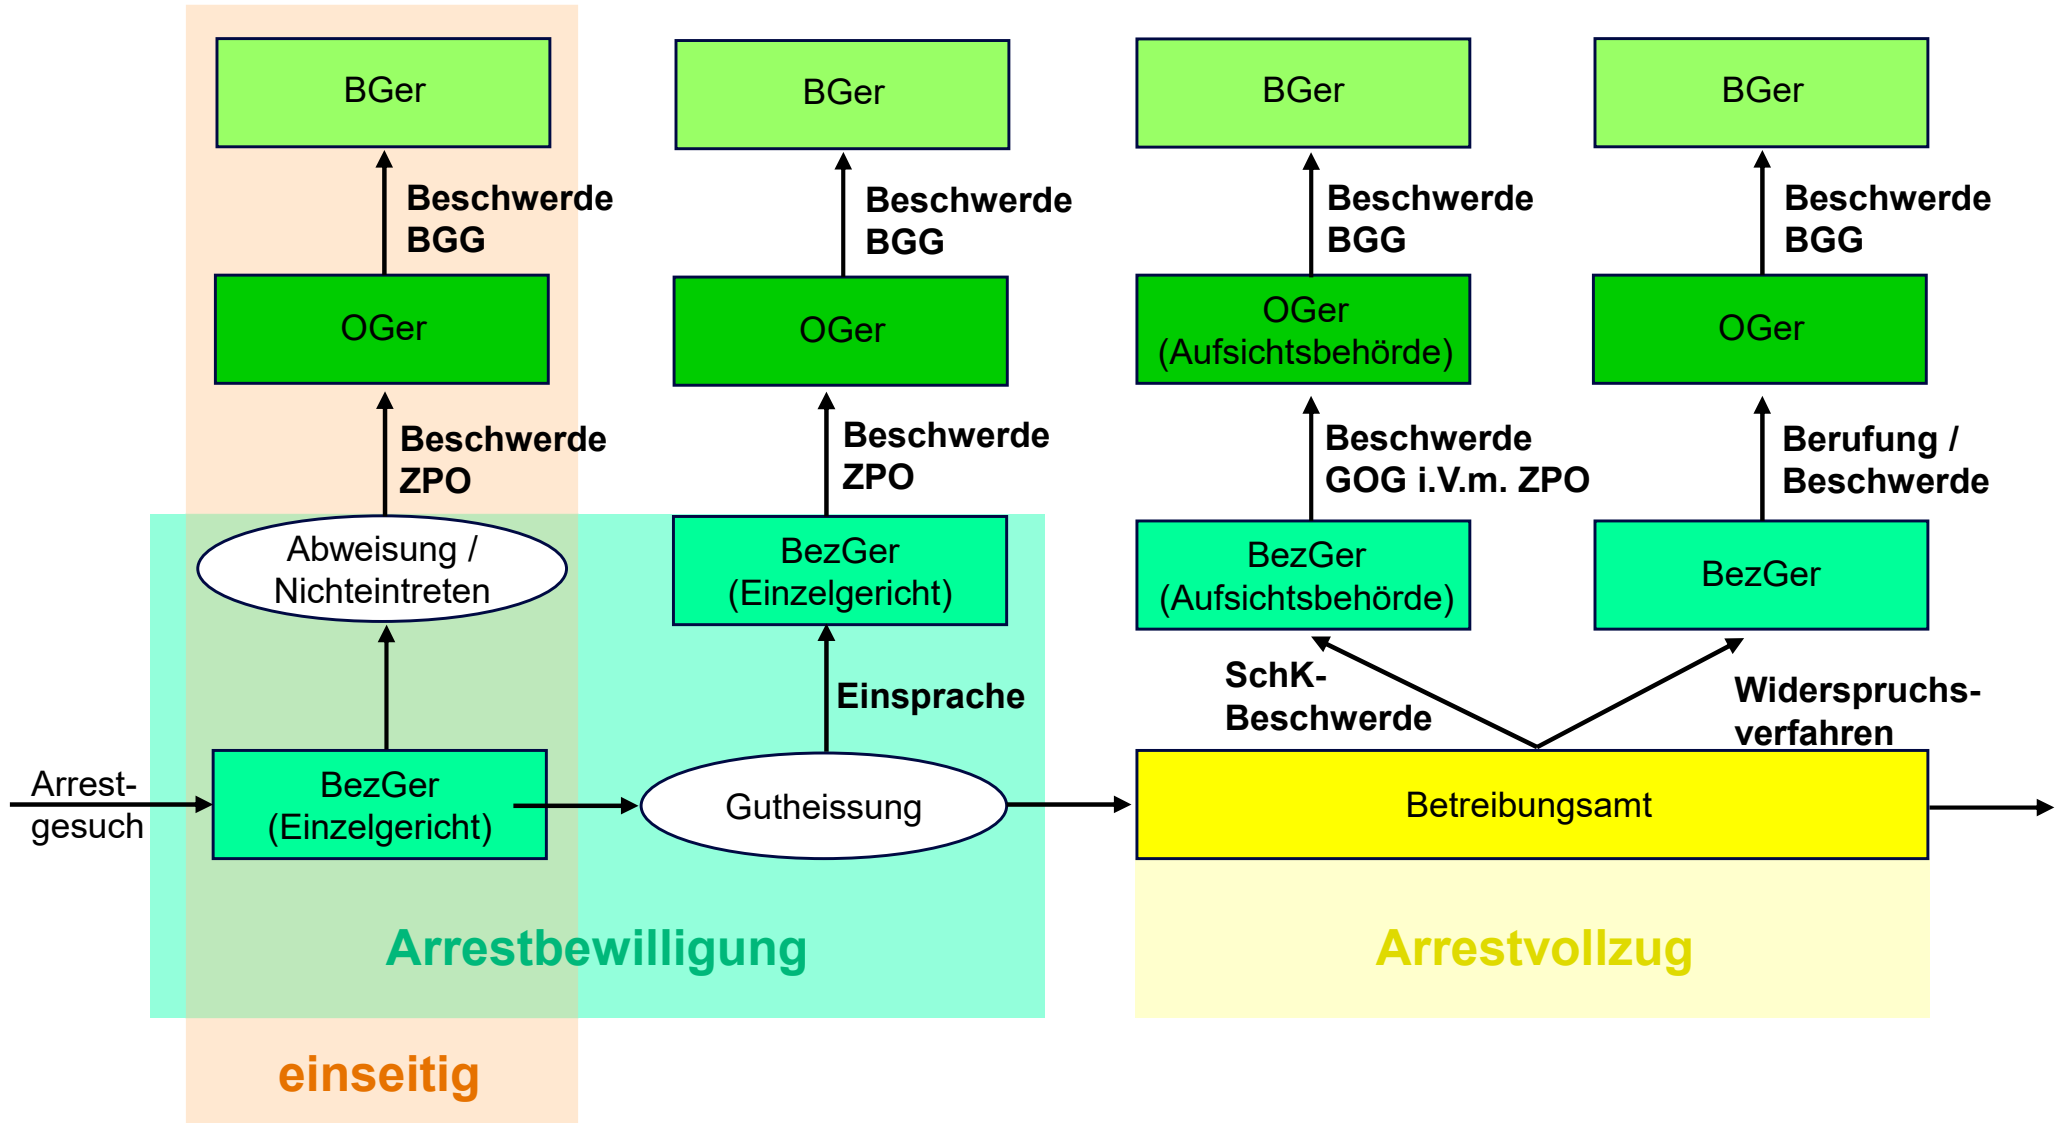 BGer
BGer
BGer
BGer
Beschwerde
BGG
Beschwerde
BGG
Beschwerde
BGG
Beschwerde
BGG
OGer
OGer
OGer
(Aufsichtsbehörde)
OGer
Beschwerde
ZPO
Beschwerde
ZPO
Beschwerde
GOG i.V.m. ZPO
Berufung /
Beschwerde
Abweisung /
Nichteintreten
BezGer
(Einzelgericht)
BezGer
(Aufsichtsbehörde)
BezGer
Einsprache
SchK-
Beschwerde
Widerspruchs-
verfahren
Arrest-
gesuch
BezGer
(Einzelgericht)
Gutheissung
Betreibungsamt
Arrestbewilligung
Arrestvollzug
einseitig